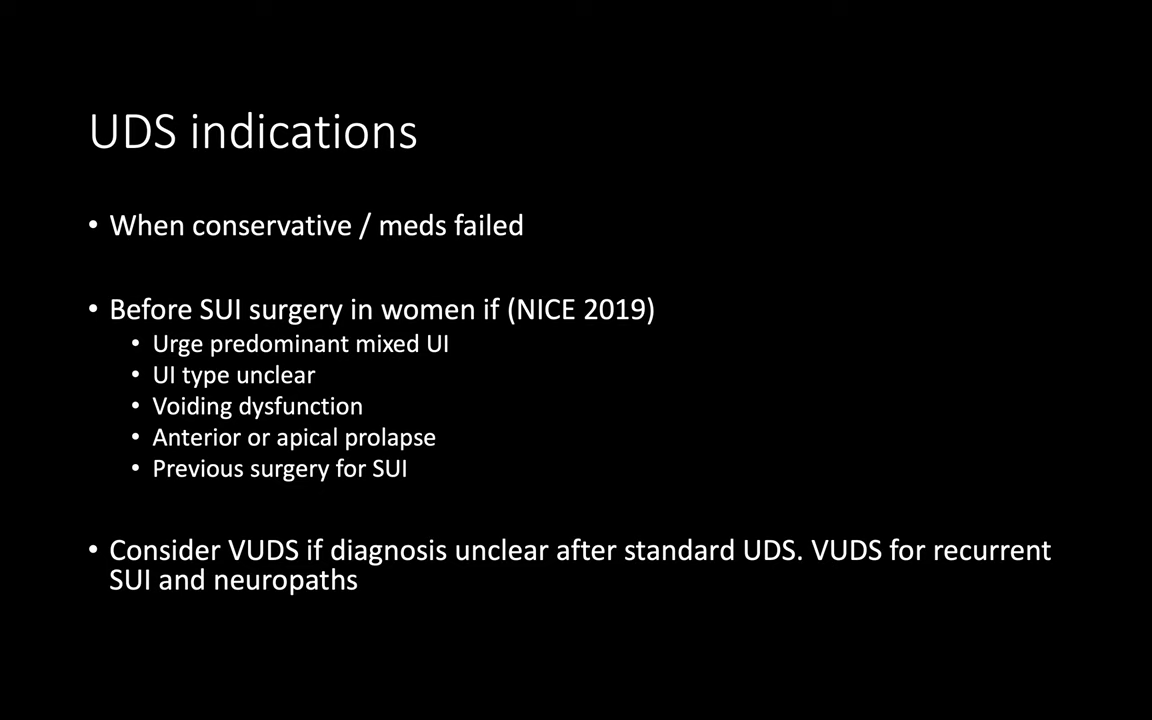 UDS indications
• When conservative / meds failed
• Before SUI surgery in women if (NICE 2019)
• Urge predominant mixed UI
• UI type unclear
• Voiding dysfunction
• Anterior or apical prolapse
• Previous surgery for SUI
• Consider VUDS if diagnosis unclear after standard UDS. VUDS for recurrent
SUI and neuropaths